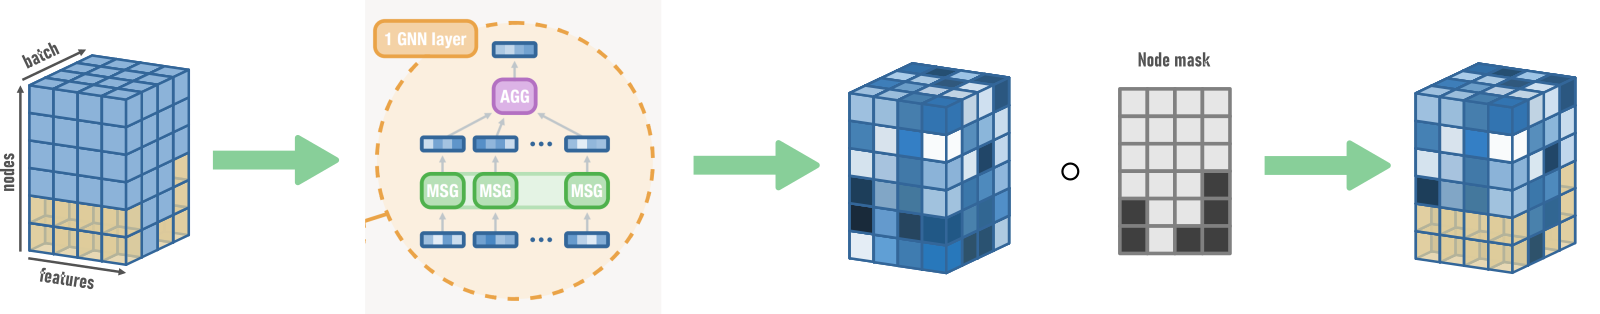 batch
nodes
features
1 GNN layer
AGG
MSG MSG MSG
Node mask